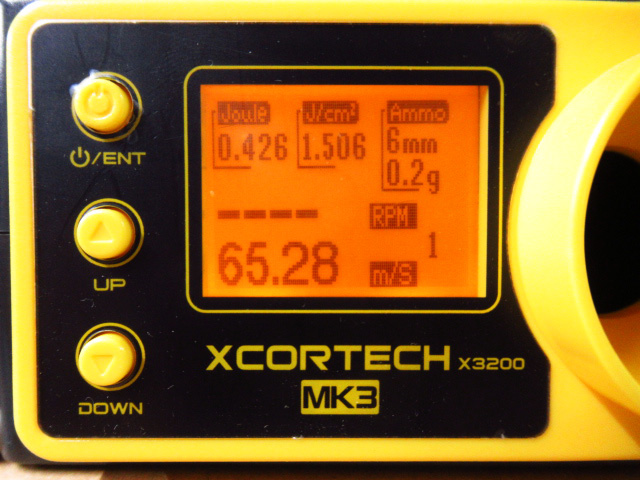 Joule J/cm² Ammo
0.426 1.506 6mm
0.2g
---- RPM
1
65.28 m/S
⏻/ENT
UP
DOWN
XCORTECH X3200
MK3